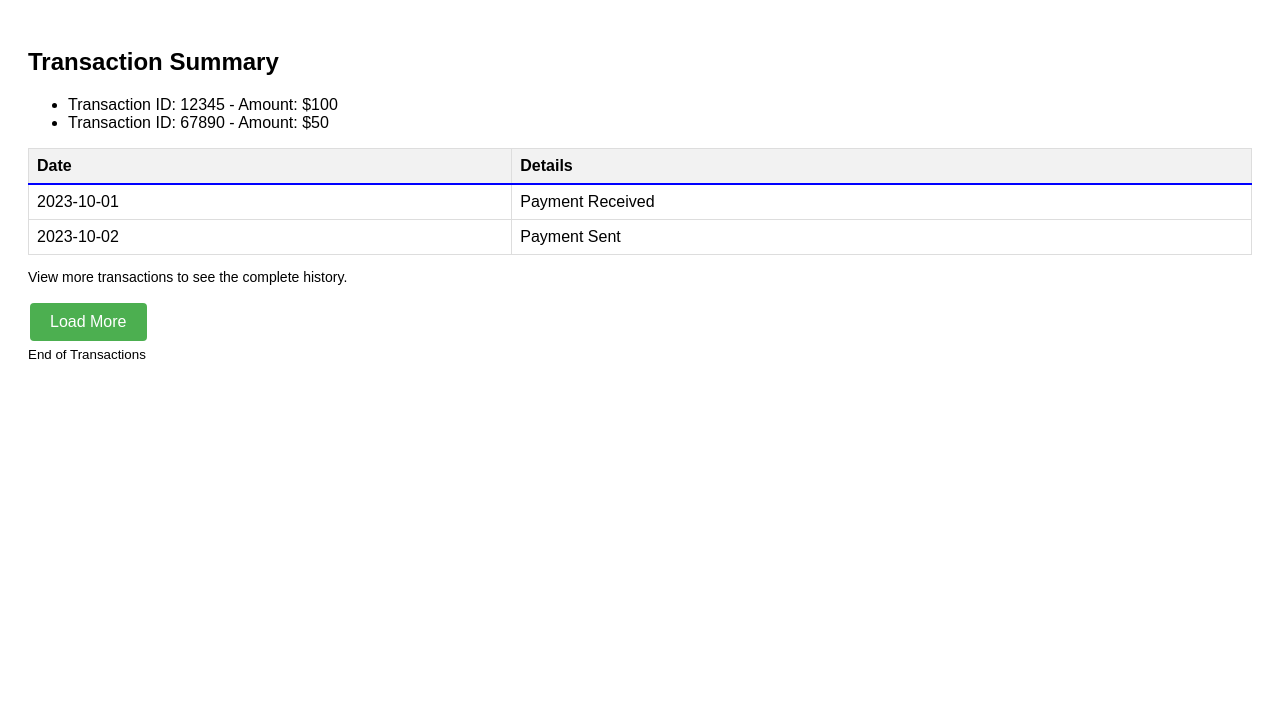 Transaction Summary
Transaction ID: 12345 - Amount: $100
Transaction ID: 67890 - Amount: $50
Date Details
2023-10-01 Payment Received
2023-10-02 Payment Sent
View more transactions to see the complete history.
Load More
End of Transactions